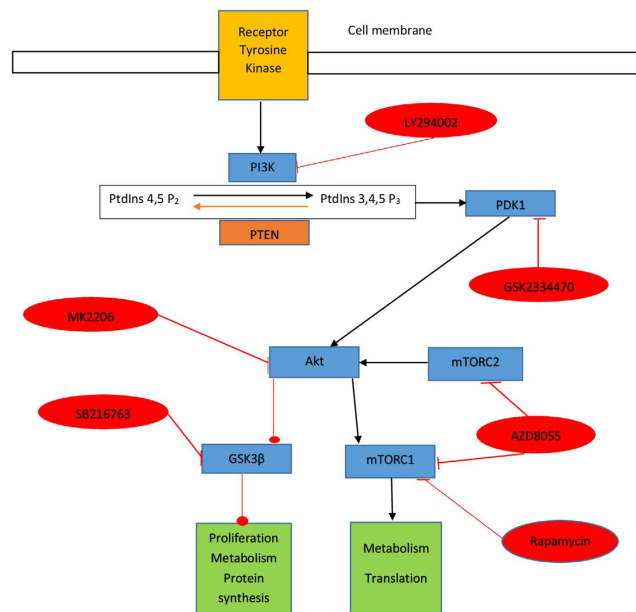 Receptor
Tyrosine
Kinase
Cell membrane
LY294002
PI3K
PtdIns 4,5 P2
PtdIns 3,4,5 P3
PDK1
PTEN
GSK2334470
MK2206
Akt
mTORC2
SB216763
AZD8055
GSK3β
mTORC1
Proliferation
Metabolism
Protein
synthesis
Metabolism
Translation
Rapamycin